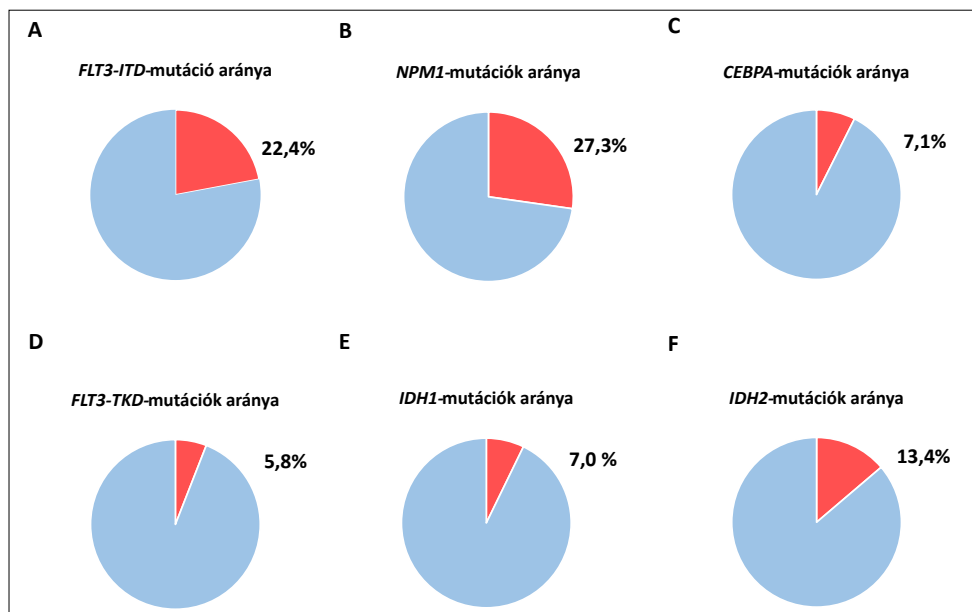 A
FLT3-ITD-mutáció aránya
22,4%
B
NPM1-mutációk aránya
27,3%
C
CEBPA-mutációk aránya
7,1%
D
FLT3-TKD-mutációk aránya
5,8%
E
IDH1-mutációk aránya
7,0 %
F
IDH2-mutációk aránya
13,4%